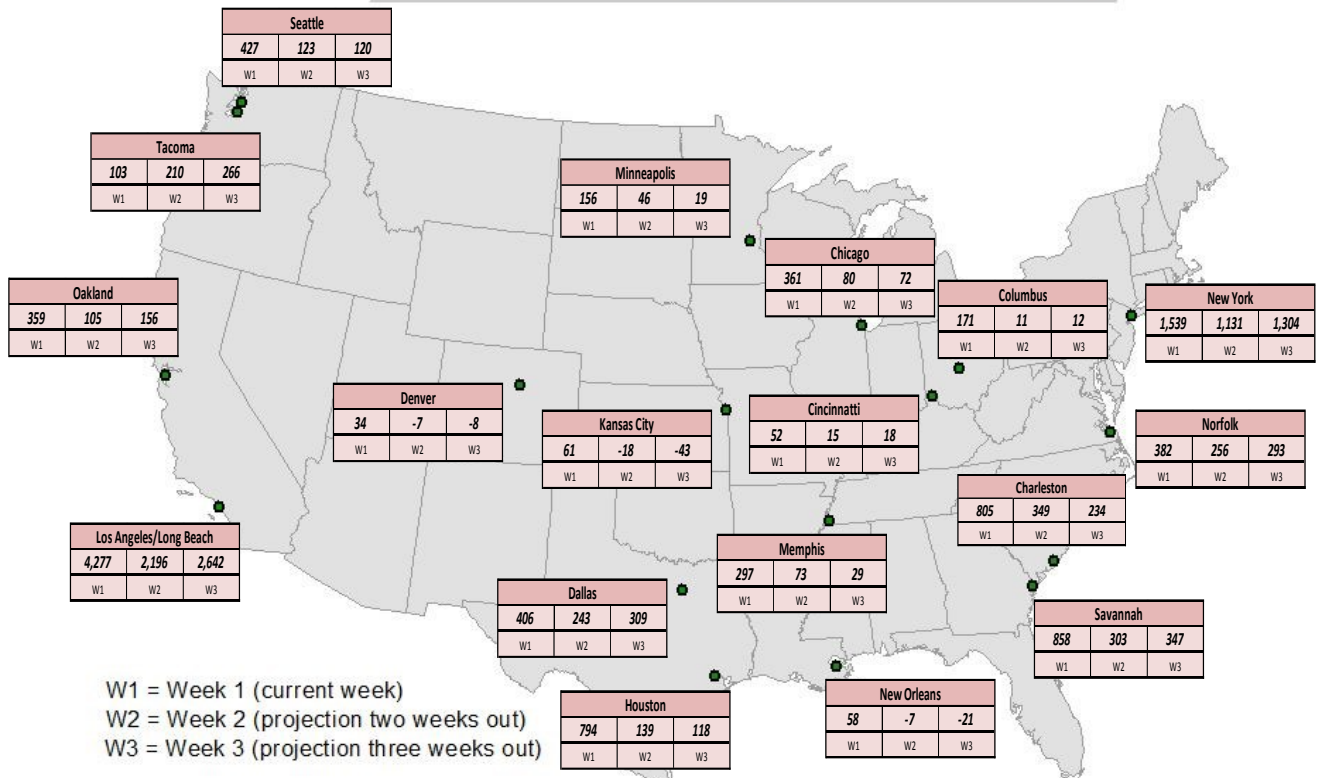 Seattle
427 123 120
W1 W2 W3
Tacoma
103 210 266
W1 W2 W3
Minneapolis
156 46 19
W1 W2 W3
Chicago
361 80 72
W1 W2 W3
Oakland
359 105 156
W1 W2 W3
Columbus
171 11 12
W1 W2 W3
New York
1,539 1,131 1,304
W1 W2 W3
Denver
34 -7 -8
W1 W2 W3
Kansas City
61 -18 -43
W1 W2 W3
Cincinnatti
52 15 18
W1 W2 W3
Norfolk
382 256 293
W1 W2 W3
Charleston
805 349 234
W1 W2 W3
Los Angeles/Long Beach
4,277 2,196 2,642
W1 W2 W3
Memphis
297 73 29
W1 W2 W3
Dallas
406 243 309
W1 W2 W3
Savannah
858 303 347
W1 W2 W3
New Orleans
58 -7 -21
W1 W2 W3
Houston
794 139 118
W1 W2 W3
W1 = Week 1 (current week)
W2 = Week 2 (projection two weeks out)
W3 = Week 3 (projection three weeks out)